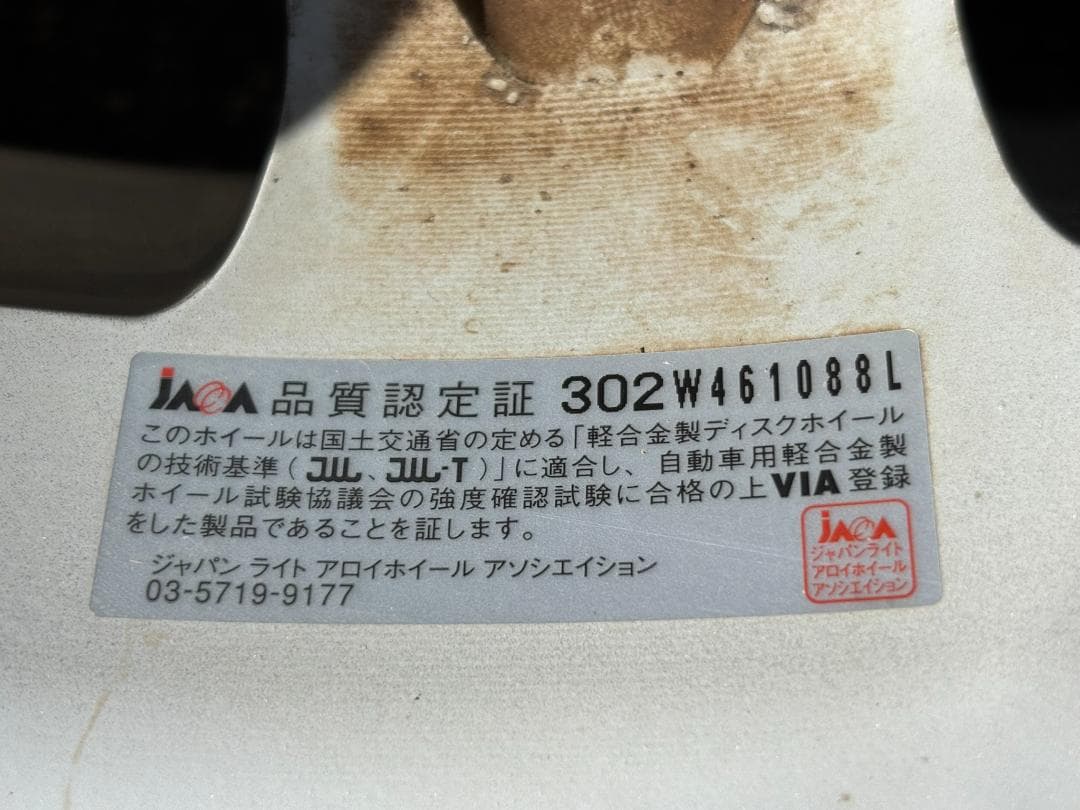 JAWA 品質認定証 302W461088L
このホイールは国土交通省の定める「軽合金製ディスクホイール
の技術基準（JWL、JWL-T）」に適合し、自動車用軽合金製
ホイール試験協議会の強度確認試験に合格の上VIA登録
をした製品であることを証します。
ジャパン ライト アロイホイール アソシエイション
03-5719-9177
JAWA
ジャパンライト
アロイホイール
アソシエイション